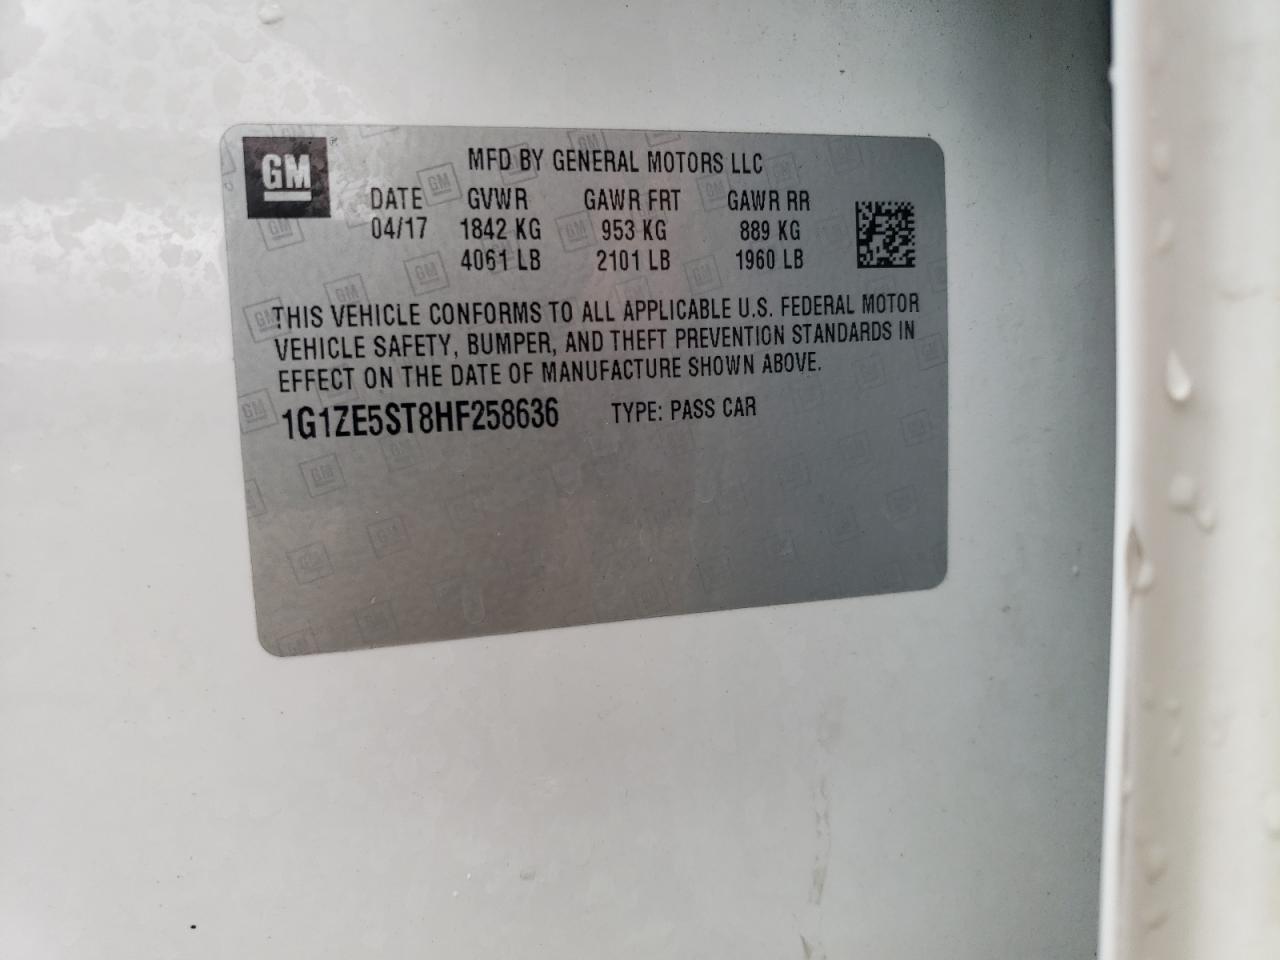 GM
MFD BY GENERAL MOTORS LLC
DATE GVWR GAWR FRT GAWR RR
04/17 1842 KG 953 KG 889 KG
4061 LB 2101 LB 1960 LB
THIS VEHICLE CONFORMS TO ALL APPLICABLE U.S. FEDERAL MOTOR
VEHICLE SAFETY, BUMPER, AND THEFT PREVENTION STANDARDS IN
EFFECT ON THE DATE OF MANUFACTURE SHOWN ABOVE.
1G1ZE5ST8HF258636 TYPE: PASS CAR